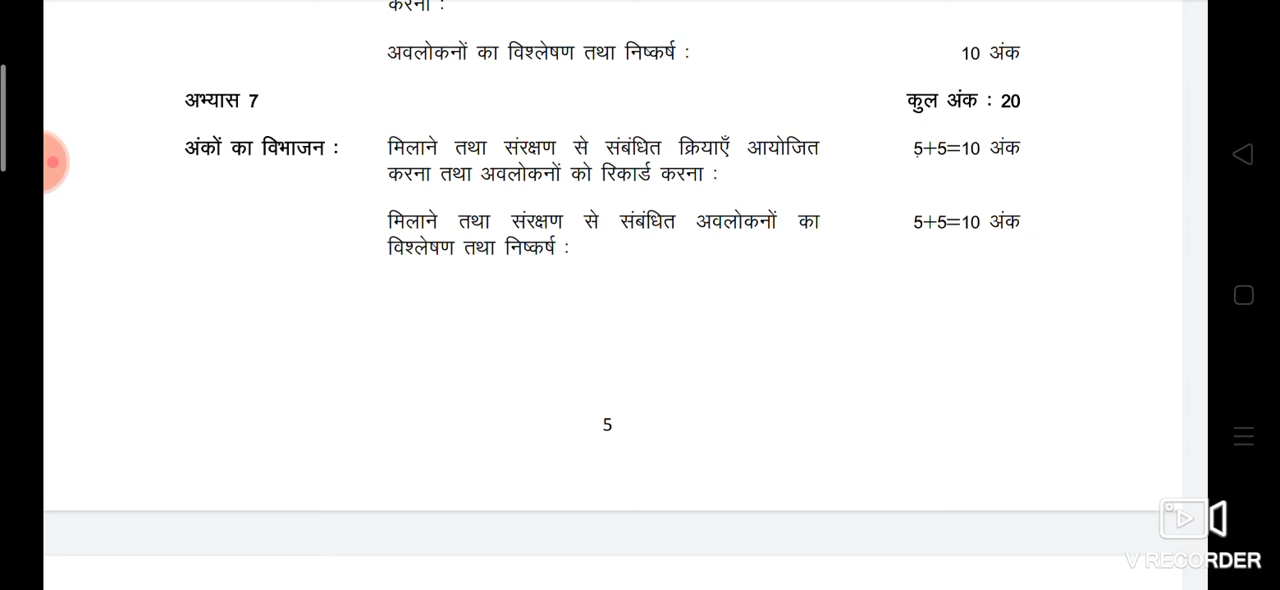 करना :
अवलोकनों का विश्लेषण तथा निष्कर्ष : 10 अंक
अभ्यास 7 कुल अंक : 20
अंकों का विभाजन : मिलाने तथा संरक्षण से संबंधित क्रियाएँ आयोजित 5+5=10 अंक
करना तथा अवलोकनों को रिकार्ड करना :
मिलाने तथा संरक्षण से संबंधित अवलोकनों का 5+5=10 अंक
विश्लेषण तथा निष्कर्ष :
5
V RECORDER